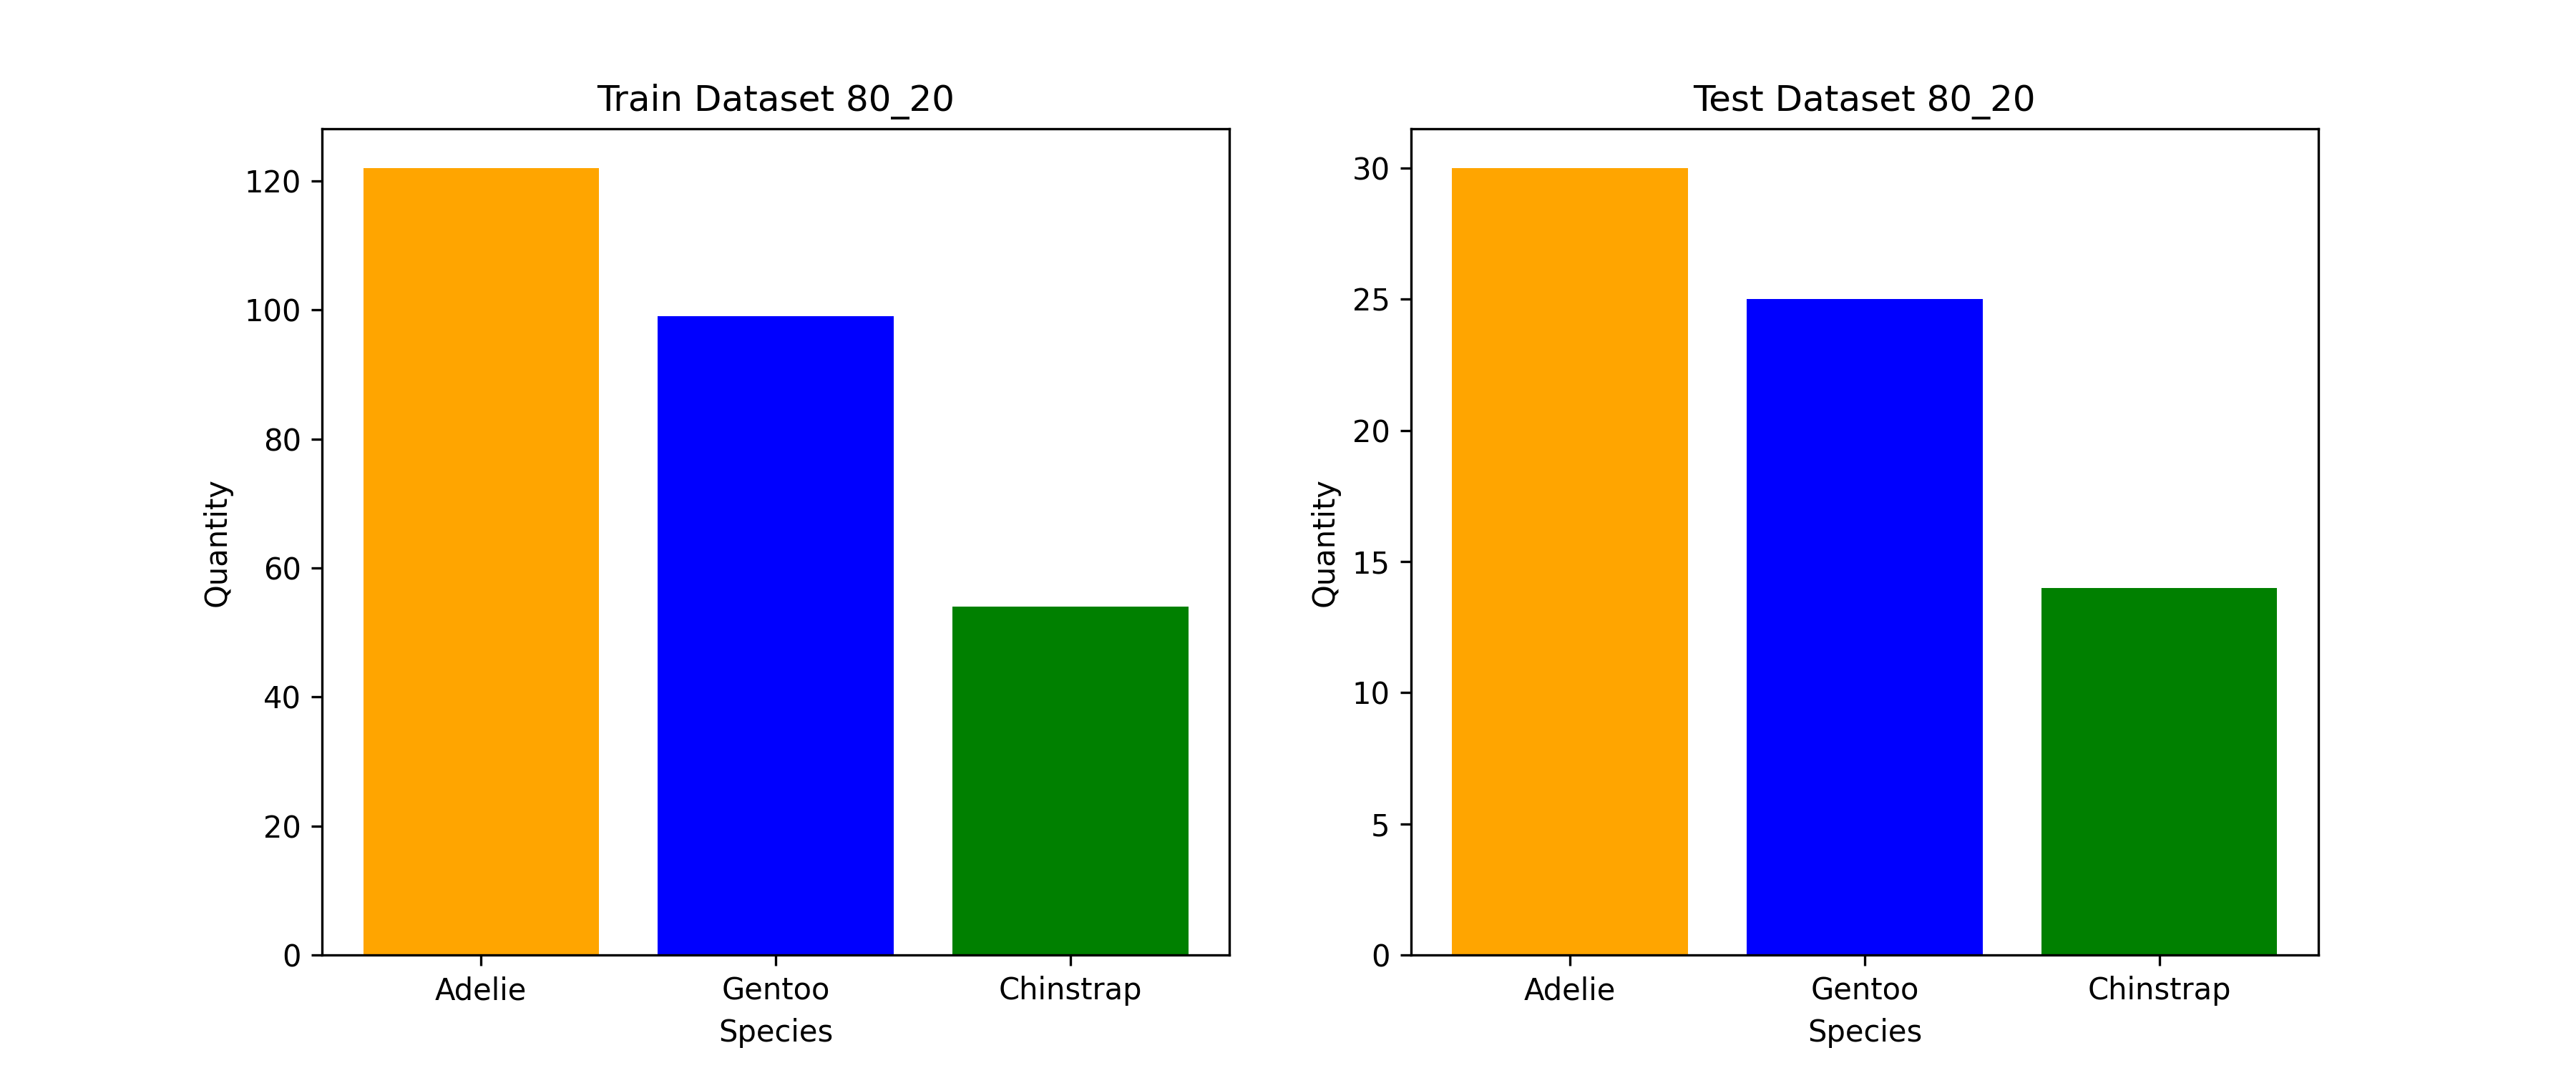 Train Dataset 80_20
120
100
80
60
40
20
0
Quantity
Adelie Gentoo Chinstrap
Species
Test Dataset 80_20
30
25
20
15
10
5
0
Quantity
Adelie Gentoo Chinstrap
Species